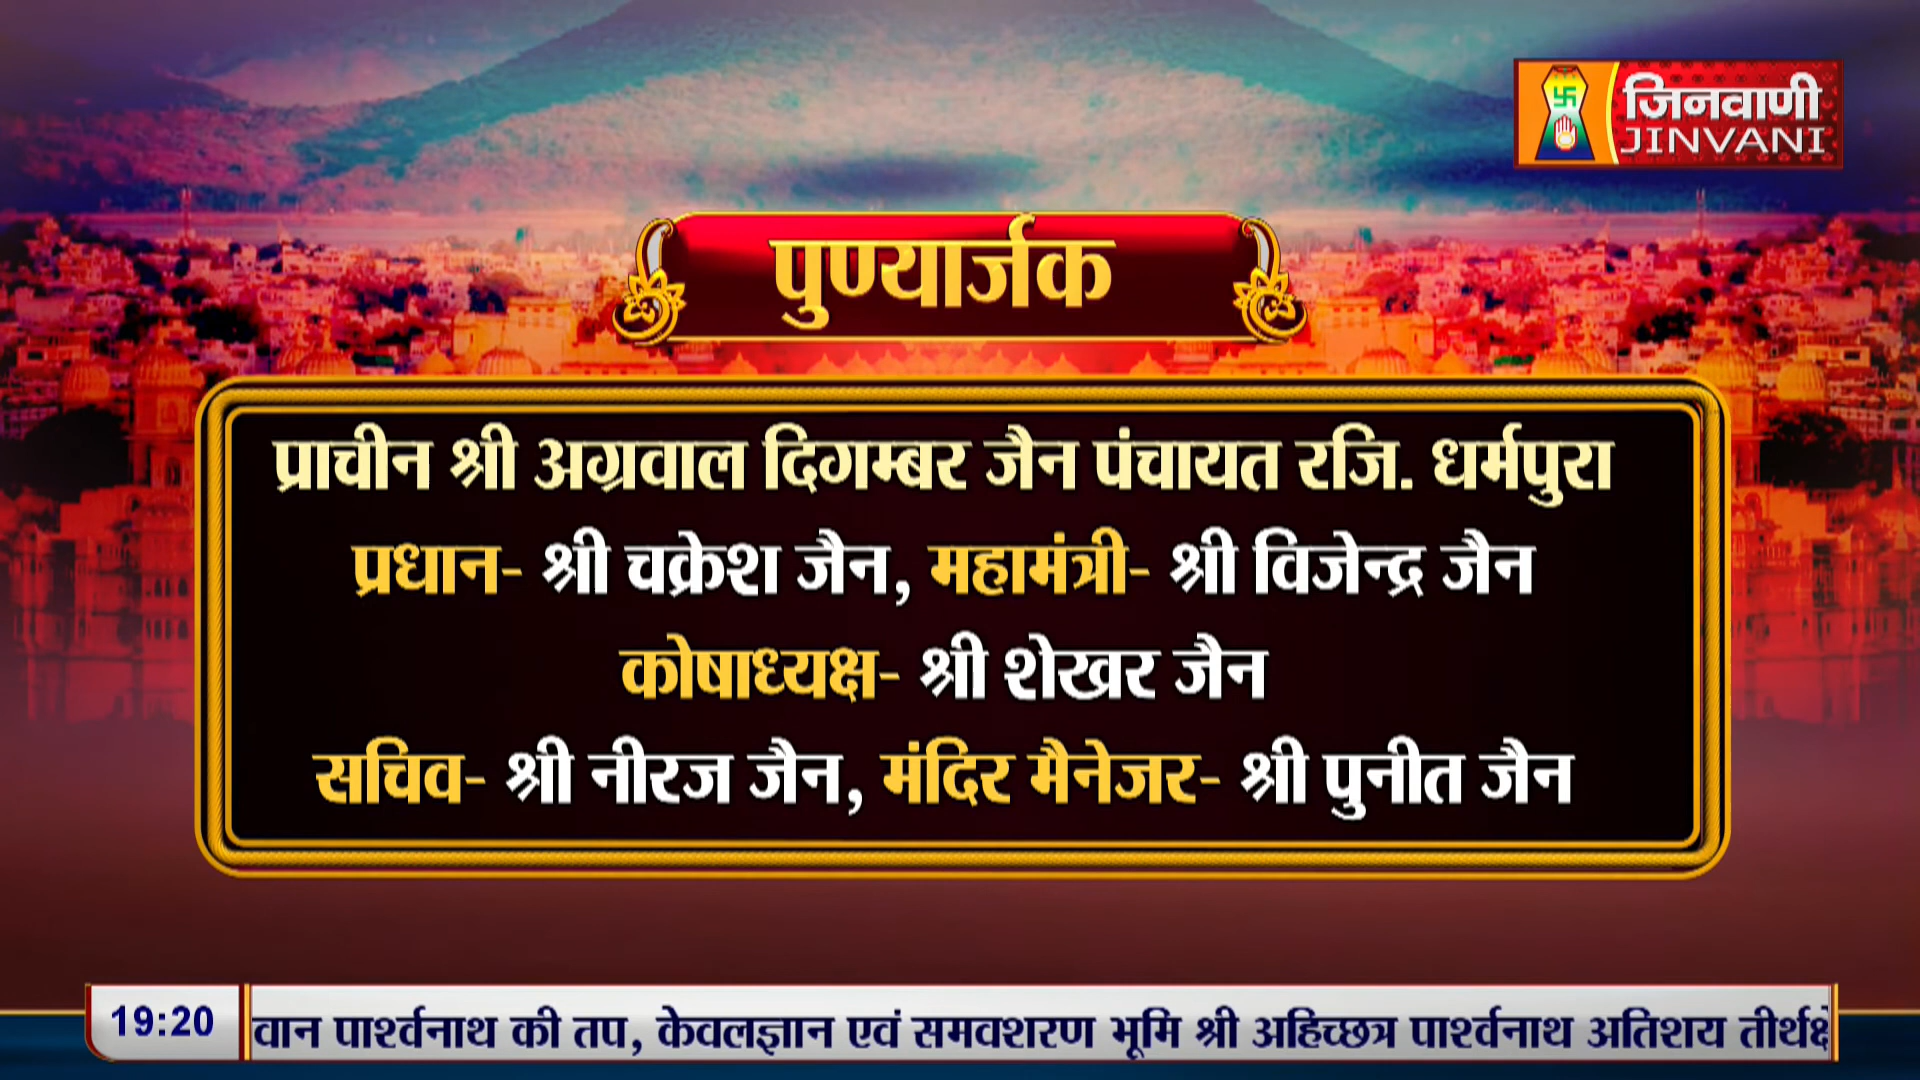 जिनवाणी
JINVANI
पुण्यार्जक
प्राचीन श्री अग्रवाल दिगम्बर जैन पंचायत रजि. धर्मपुरा
प्रधान- श्री चक्रेश जैन, महामंत्री- श्री विजेन्द्र जैन
कोषाध्यक्ष- श्री शेखर जैन
सचिव- श्री नीरज जैन, मंदिर मैनेजर- श्री पुनीत जैन
19:20
वान पार्श्वनाथ की तप, केवलज्ञान एवं समवशरण भूमि श्री अहिच्छत्र पार्श्वनाथ अतिशय